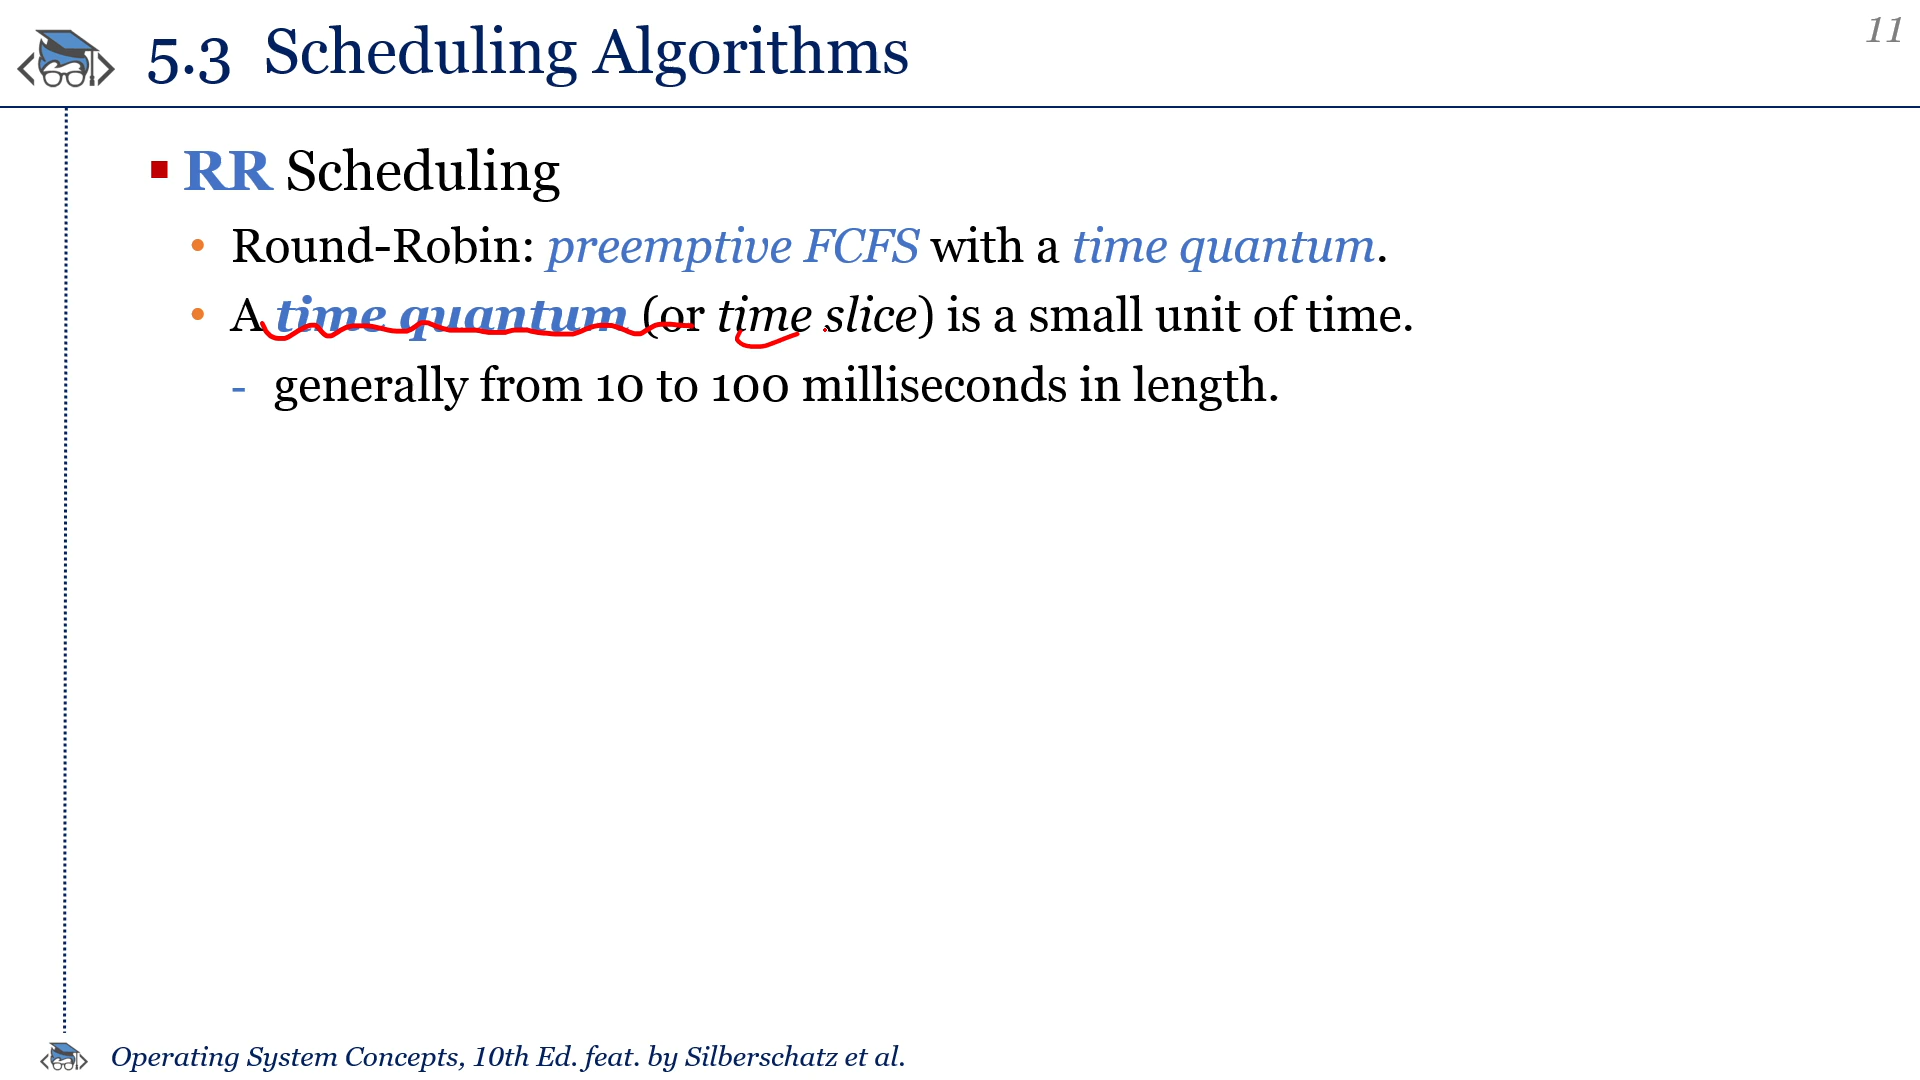 11
5.3 Scheduling Algorithms
▪ RR Scheduling
• Round-Robin: preemptive FCFS with a time quantum.
• A time quantum (or time slice) is a small unit of time.
- generally from 10 to 100 milliseconds in length.
Operating System Concepts, 10th Ed. feat. by Silberschatz et al.